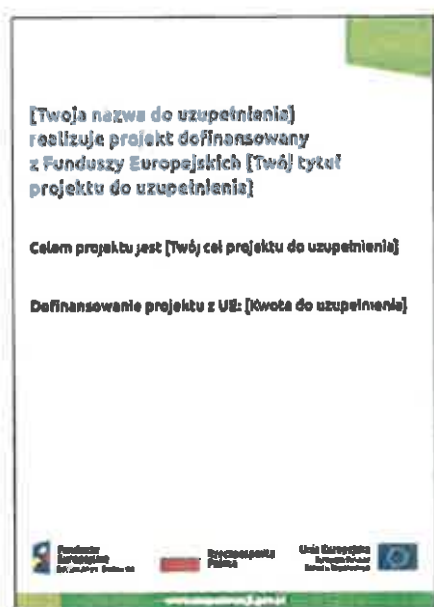 [Twoja nazwa do uzupełnienia]
realizuje projekt dofinansowany
z Funduszy Europejskich [Twój tytuł
projektu do uzupełnienia]
Celem projektu jest [Twój cel projektu do uzupełnienia]
Dofinansowanie projektu z UE: [Kwota do uzupełnienia]
Fundusze
Europejskie
Rzeczpospolita
Polska
Unia Europejska